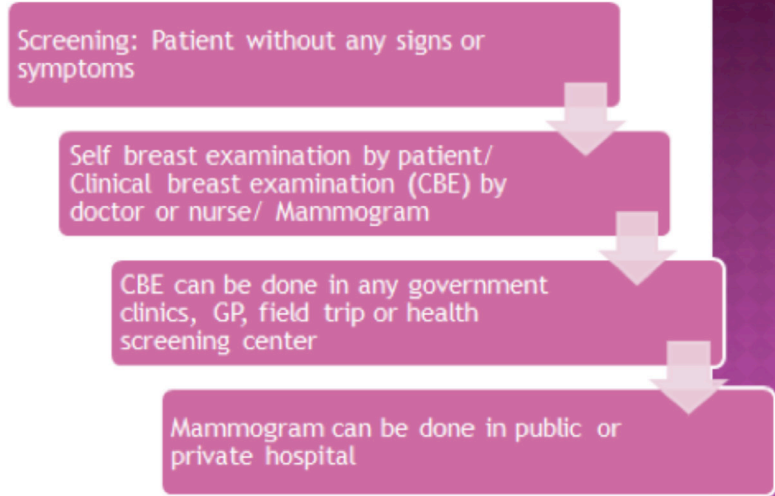 Screening: Patient without any signs or
symptoms
Self breast examination by patient/
Clinical breast examination (CBE) by
doctor or nurse/ Mammogram
CBE can be done in any government
clinics, GP, field trip or health
screening center
Mammogram can be done in public or
private hospital